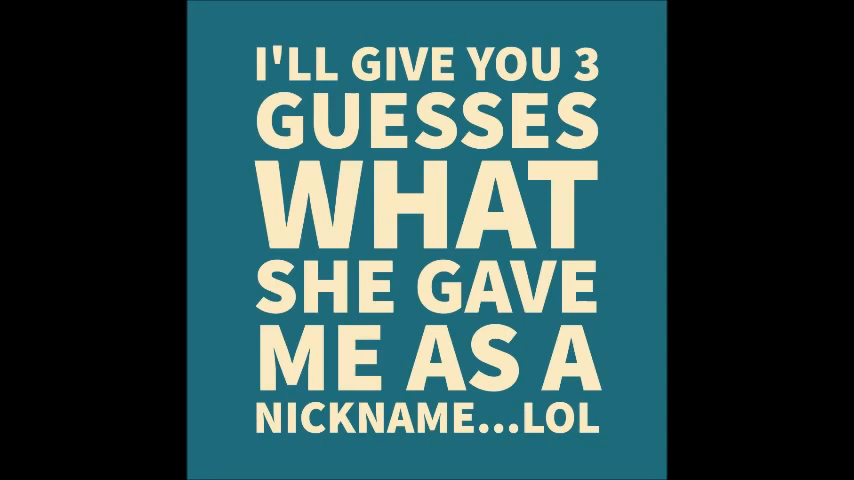 I'LL GIVE YOU 3
GUESSES
WHAT
SHE GAVE
ME AS A
NICKNAME...LOL